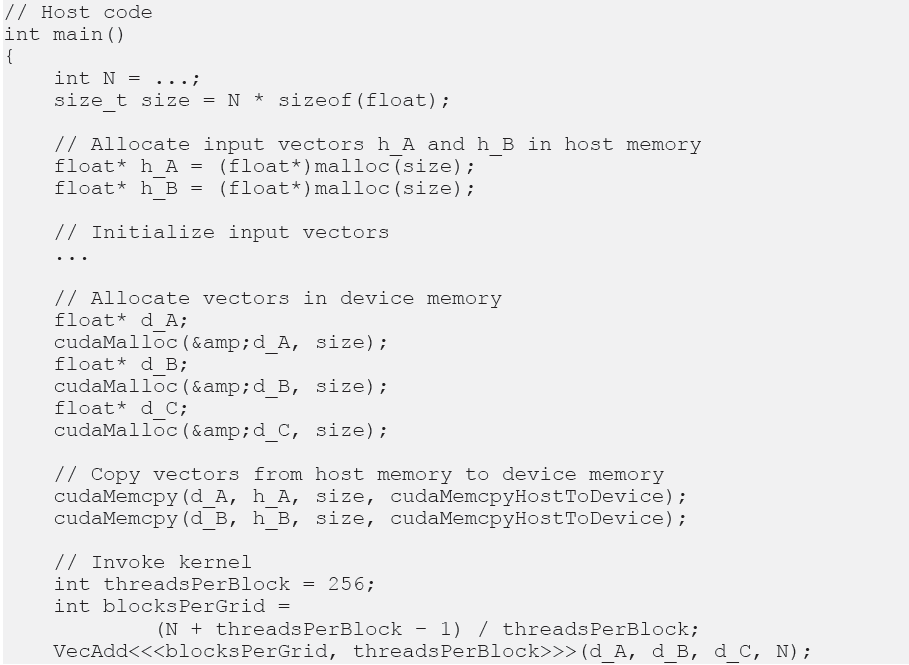 // Host code
int main()
{
    int N = ...;
    size_t size = N * sizeof(float);

    // Allocate input vectors h_A and h_B in host memory
    float* h_A = (float*)malloc(size);
    float* h_B = (float*)malloc(size);

    // Initialize input vectors
    ...

    // Allocate vectors in device memory
    float* d_A;
    cudaMalloc(&amp;d_A, size);
    float* d_B;
    cudaMalloc(&amp;d_B, size);
    float* d_C;
    cudaMalloc(&amp;d_C, size);

    // Copy vectors from host memory to device memory
    cudaMemcpy(d_A, h_A, size, cudaMemcpyHostToDevice);
    cudaMemcpy(d_B, h_B, size, cudaMemcpyHostToDevice);

    // Invoke kernel
    int threadsPerBlock = 256;
    int blocksPerGrid =
            (N + threadsPerBlock - 1) / threadsPerBlock;
    VecAdd<<<blocksPerGrid, threadsPerBlock>>>(d_A, d_B, d_C, N);